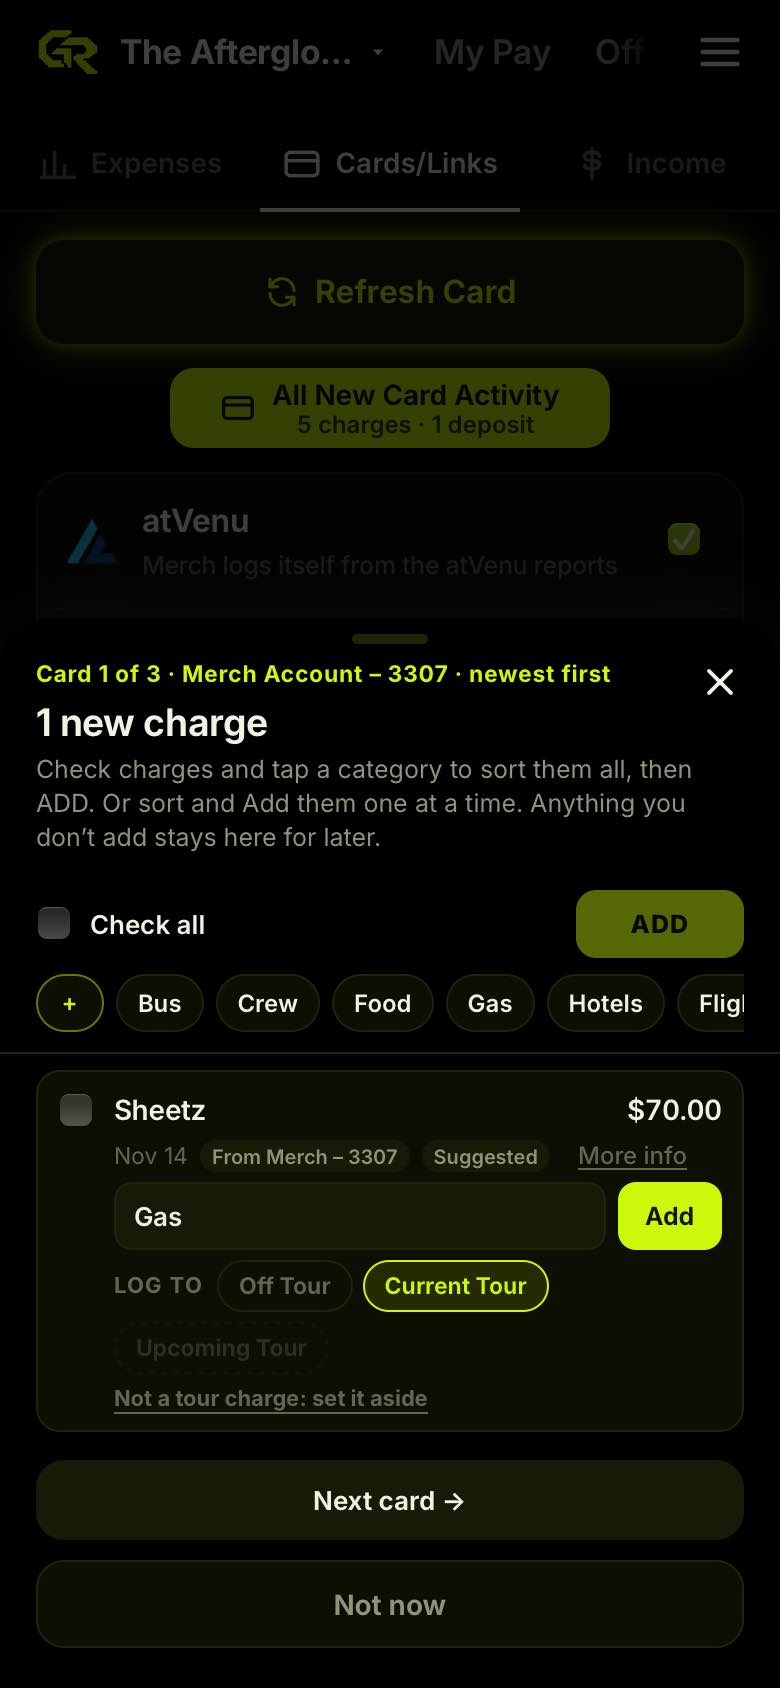 GR The Afterglo... My Pay Off
Expenses Cards/Links Income
Refresh Card
All New Card Activity
5 charges · 1 deposit
atVenu
Merch logs itself from the atVenu reports
Card 1 of 3 · Merch Account – 3307 · newest first
1 new charge
Check charges and tap a category to sort them all, then
ADD. Or sort and Add them one at a time. Anything you
don’t add stays here for later.
Check all ADD
+ Bus Crew Food Gas Hotels Fligh
Sheetz $70.00
Nov 14 From Merch – 3307 Suggested More info
Gas Add
LOG TO Off Tour Current Tour
Upcoming Tour
Not a tour charge: set it aside
Next card →
Not now